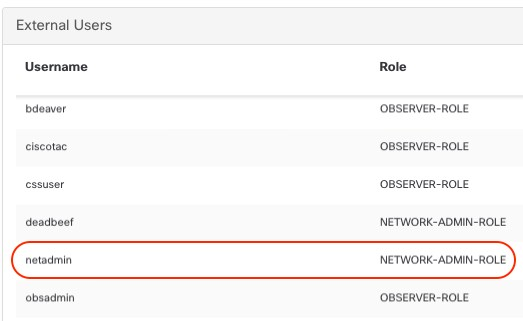 External Users
Username Role
bdeaver OBSERVER-ROLE
ciscotac OBSERVER-ROLE
cssuser OBSERVER-ROLE
deadbeef NETWORK-ADMIN-ROLE
netadmin NETWORK-ADMIN-ROLE
obsadmin OBSERVER-ROLE